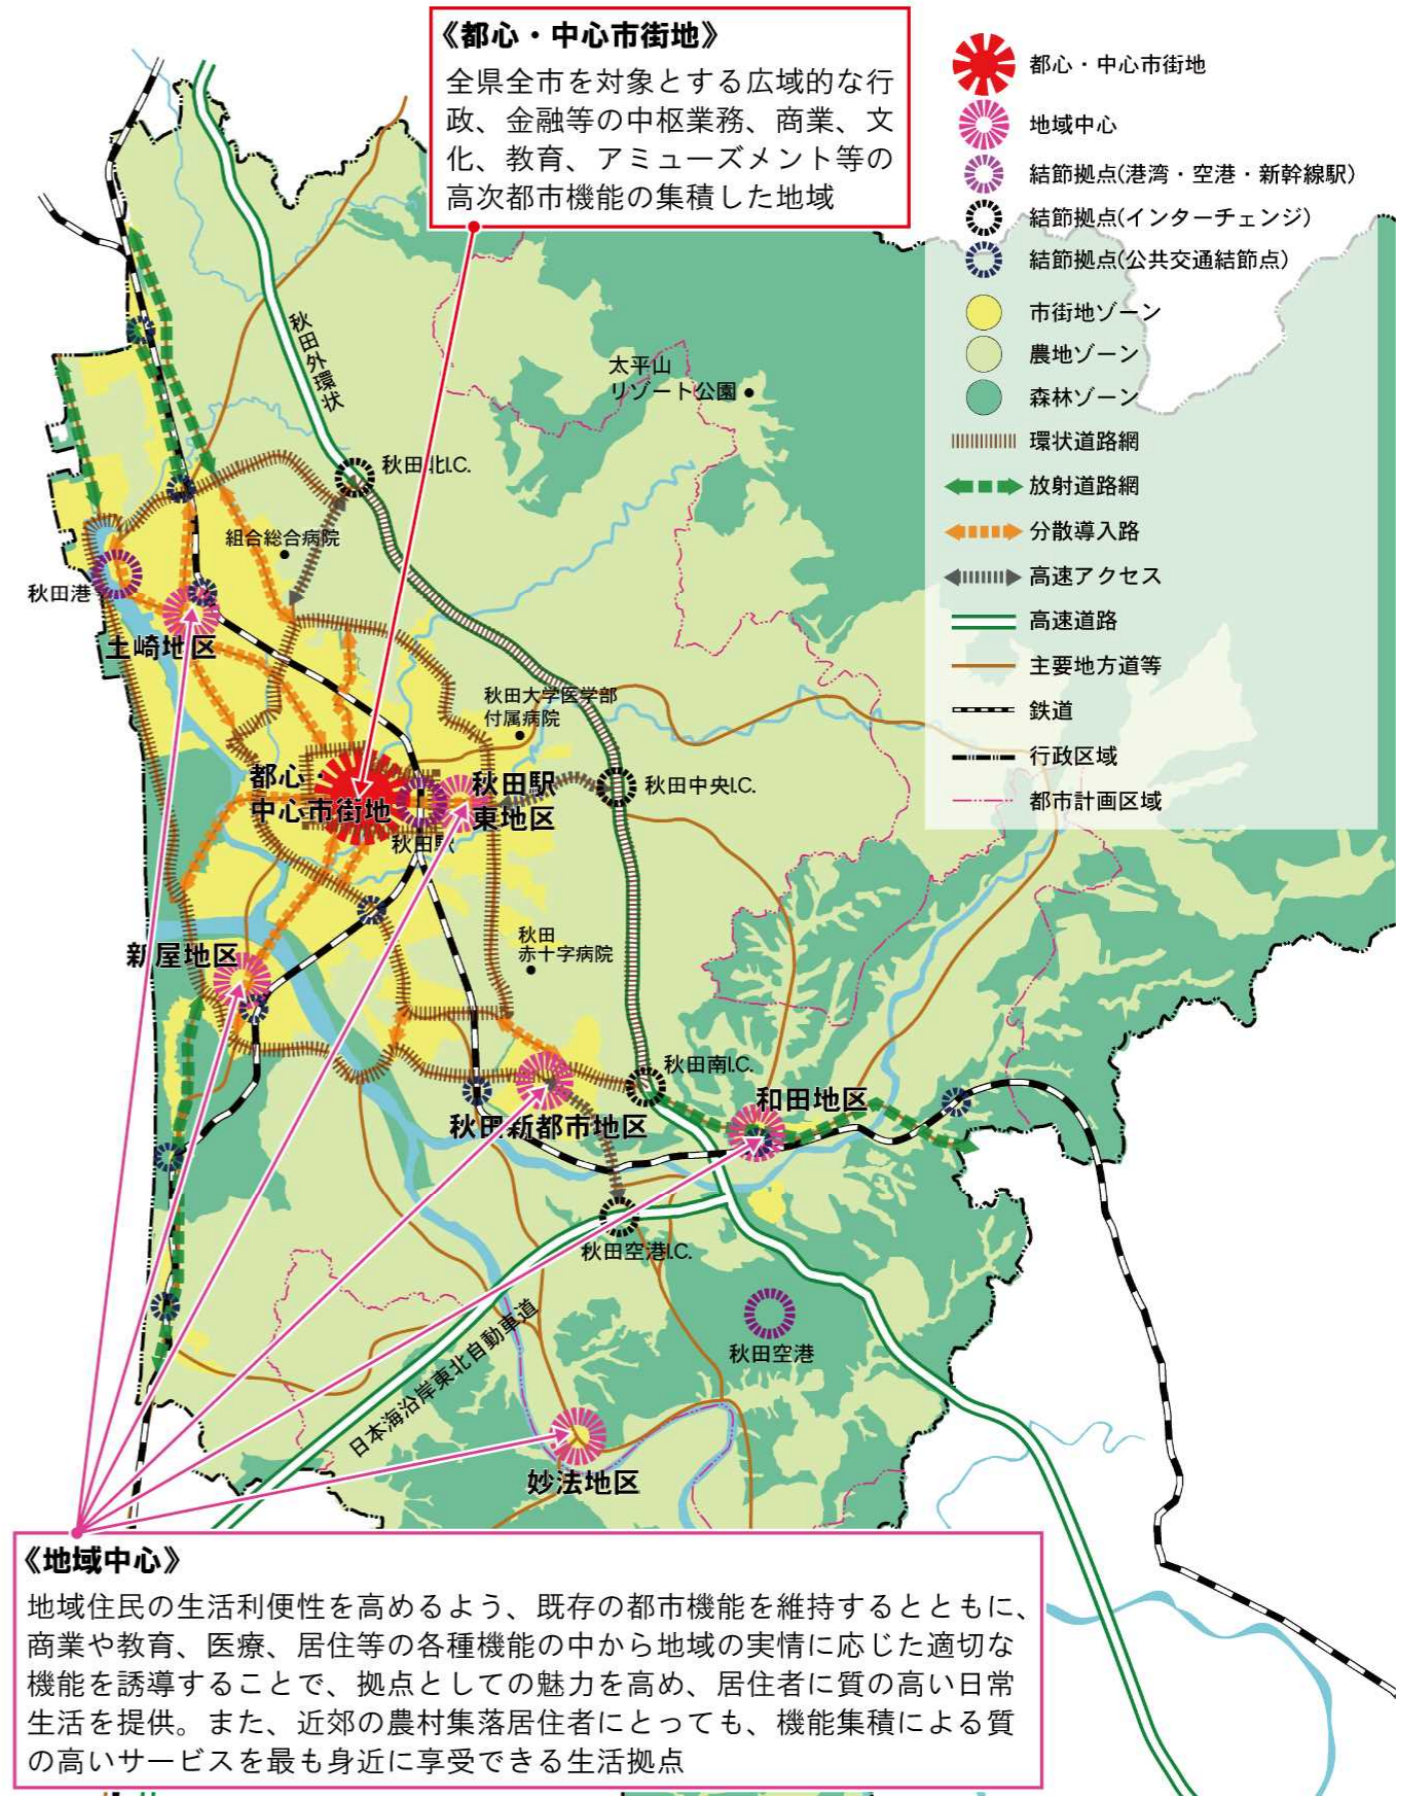 《都心・中心市街地》
全県全市を対象とする広域的な行
政、金融等の中枢業務、商業、文
化、教育、アミューズメント等の
高次都市機能の集積した地域
都心・中心市街地
地域中心
結節拠点(港湾・空港・新幹線駅)
結節拠点(インターチェンジ)
結節拠点(公共交通結節点)
市街地ゾーン
農地ゾーン
森林ゾーン
環状道路網
放射道路網
分散導入路
高速アクセス
高速道路
主要地方道等
鉄道
行政区域
都市計画区域
秋田外環状
太平山
リゾート公園
秋田北I.C.
組合総合病院
秋田港
土崎地区
秋田大学医学部
付属病院
都心・
中心市街地
秋田駅
東地区
秋田駅
秋田中央I.C.
新屋地区
秋田
赤十字病院
秋田南I.C.
和田地区
秋田新都市地区
秋田空港I.C.
秋田空港
日本海沿岸東北自動車道
妙法地区
《地域中心》
地域住民の生活利便性を高めるよう、既存の都市機能を維持するとともに、
商業や教育、医療、居住等の各種機能の中から地域の実情に応じた適切な
機能を誘導することで、拠点としての魅力を高め、居住者に質の高い日常
生活を提供。また、近郊の農村集落居住者にとっても、機能集積による質
の高いサービスを最も身近に享受できる生活拠点